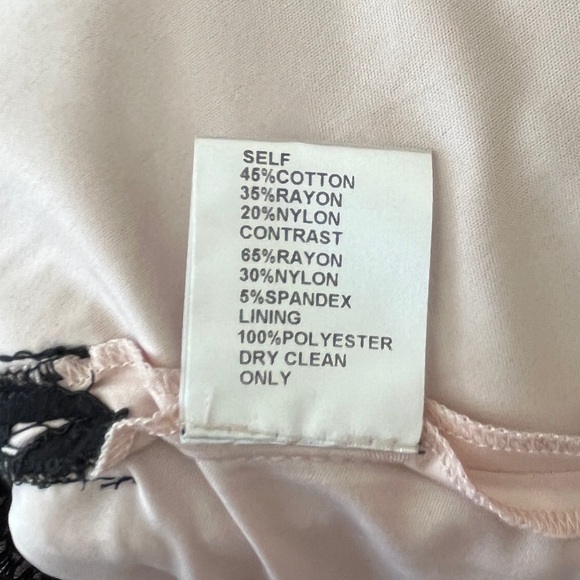 SELF
45%COTTON
35%RAYON
20%NYLON
CONTRAST
65%RAYON
30%NYLON
5%SPANDEX
LINING
100%POLYESTER
DRY CLEAN
ONLY